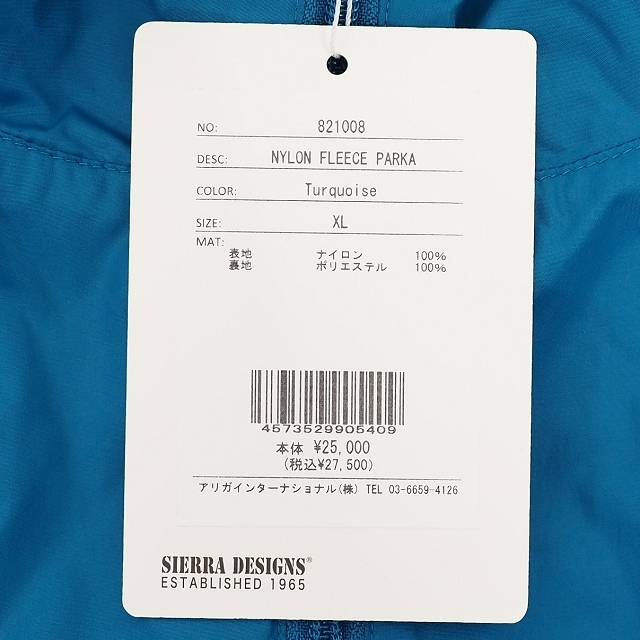 NO: 821008
DESC: NYLON FLEECE PARKA
COLOR: Turquoise
SIZE: XL
MAT:
表地 ナイロン 100%
裏地 ポリエステル 100%
4573529905409
本体 ¥25,000
(税込¥27,500)
アリガインターナショナル(株) TEL 03-6659-4126
SIERRA DESIGNS®
ESTABLISHED 1965